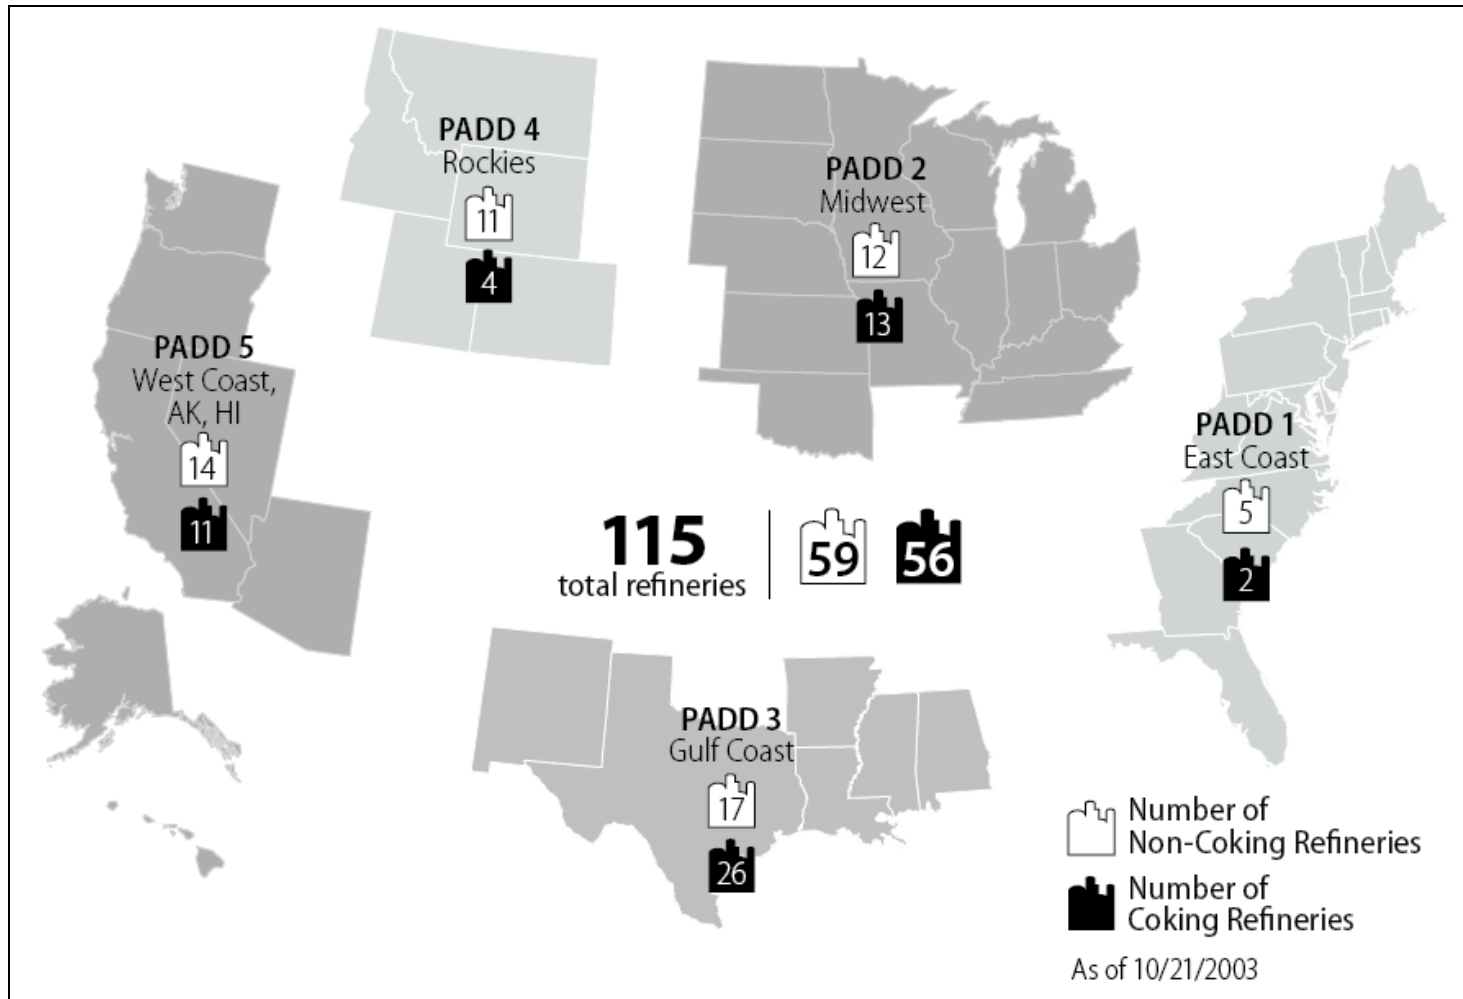 PADD 4
Rockies
11
4
PADD 2
Midwest
12
13
PADD 5
West Coast,
AK, HI
14
11
PADD 1
East Coast
5
2
115
total refineries
59
56
PADD 3
Gulf Coast
17
26
Number of
Non-Coking Refineries
Number of
Coking Refineries
As of 10/21/2003